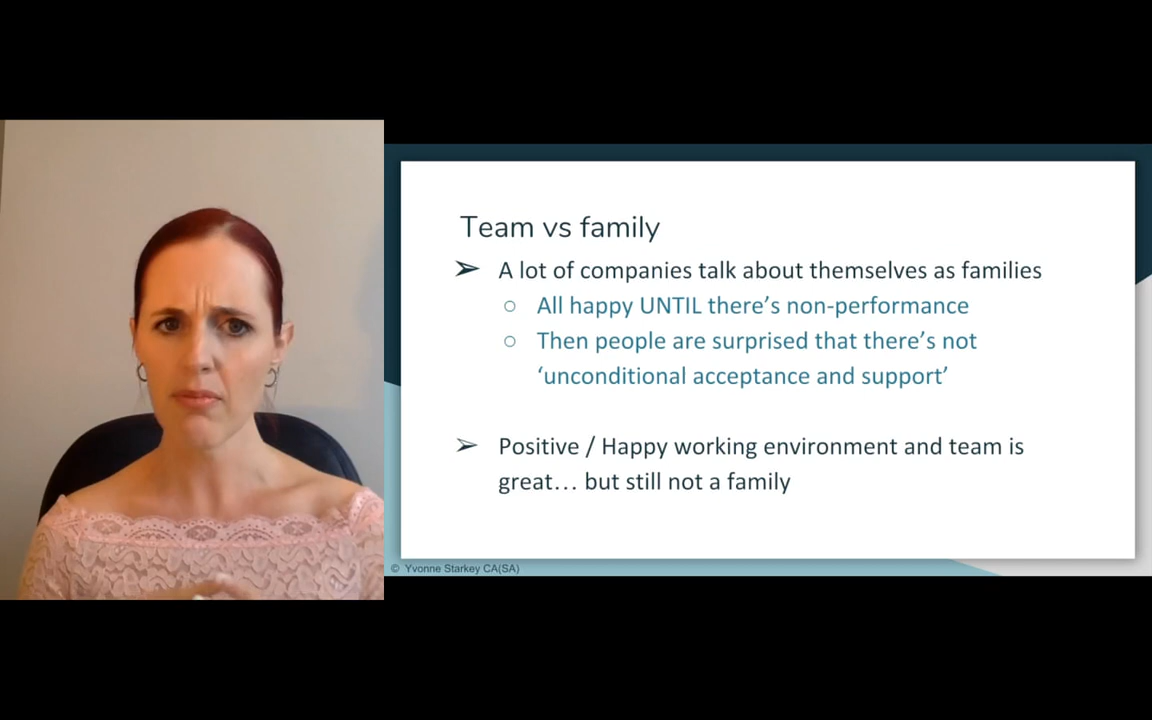 Team vs family
➢ A lot of companies talk about themselves as families
○ All happy UNTIL there’s non-performance
○ Then people are surprised that there’s not
‘unconditional acceptance and support’
➢ Positive / Happy working environment and team is
great… but still not a family
© Yvonne Starkey CA(SA)